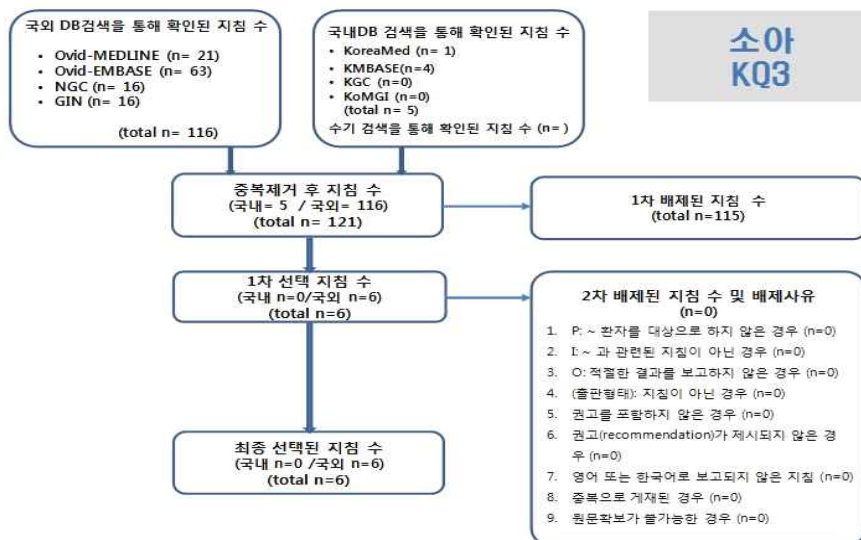 국외 DB검색을 통해 확인된 지침 수
• Ovid-MEDLINE (n= 21)
• Ovid-EMBASE (n= 63)
• NGC (n= 16)
• GIN (n= 16)
(total n= 116)
국내DB 검색을 통해 확인된 지침 수
• KoreaMed (n= 1)
• KMBASE(n=4)
• KGC (n=0)
• KoMGI (n=0)
(total n= 5)
수기 검색을 통해 확인된 지침 수 (n= )
소아
KQ3
중복제거 후 지침 수
(국내= 5 / 국외= 116)
(total n= 121)
1차 배제된 지침 수
(total n=115)
1차 선택 지침 수
(국내 n=0/국외 n=6)
(total n=6)
2차 배제된 지침 수 및 배제사유
(n=0)
1. P: ~ 환자를 대상으로 하지 않은 경우 (n=0)
2. I: ~ 과 관련된 지침이 아닌 경우 (n=0)
3. O: 적절한 결과를 보고하지 않은 경우 (n=0)
4. (출판형태): 지침이 아닌 경우 (n=0)
5. 권고를 포함하지 않은 경우 (n=0)
6. 권고(recommendation)가 제시되지 않은 경
우 (n=0)
7. 영어 또는 한국어로 보고되지 않은 지침 (n=0)
8. 중복으로 게재된 경우 (n=0)
9. 원문확보가 불가능한 경우 (n=0)
최종 선택된 지침 수
(국내 n=0 /국외 n=6)
(total n=6)